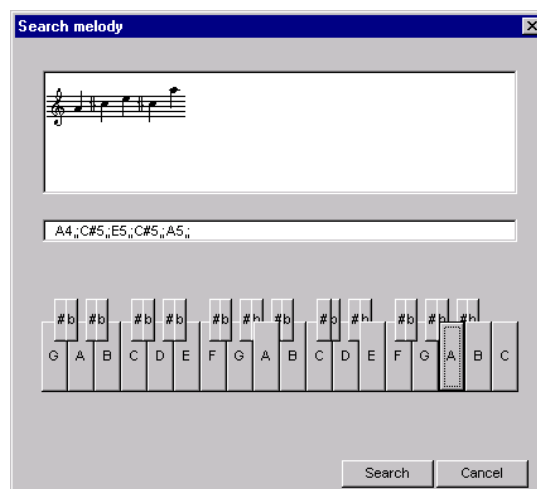 Search melody
A4,,;C#5,,;E5,,;C#5,,;A5,,;
#b #b #b #b #b #b #b #b #b #b #b #b
G A B C D E F G A B C D E F G A B C
Search Cancel